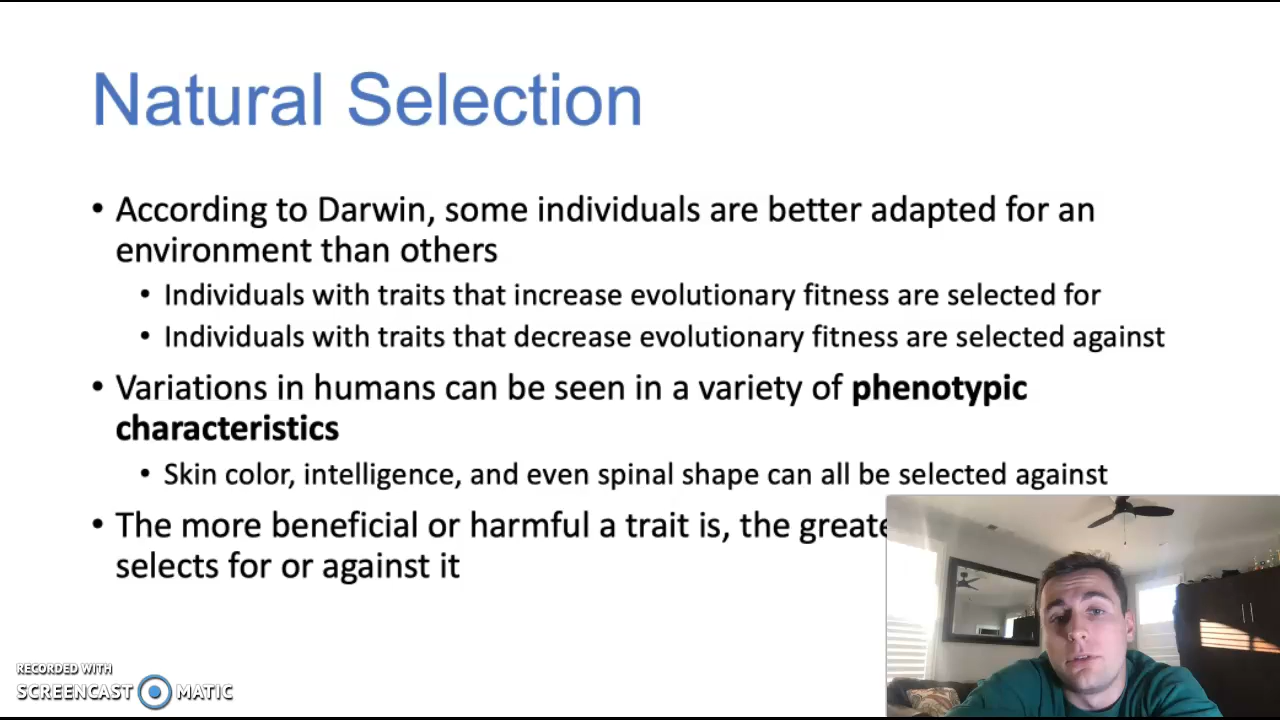 Natural Selection
• According to Darwin, some individuals are better adapted for an
environment than others
• Individuals with traits that increase evolutionary fitness are selected for
• Individuals with traits that decrease evolutionary fitness are selected against
• Variations in humans can be seen in a variety of phenotypic
characteristics
• Skin color, intelligence, and even spinal shape can all be selected against
• The more beneficial or harmful a trait is, the greate
selects for or against it
RECORDED WITH
SCREENCAST MATIC